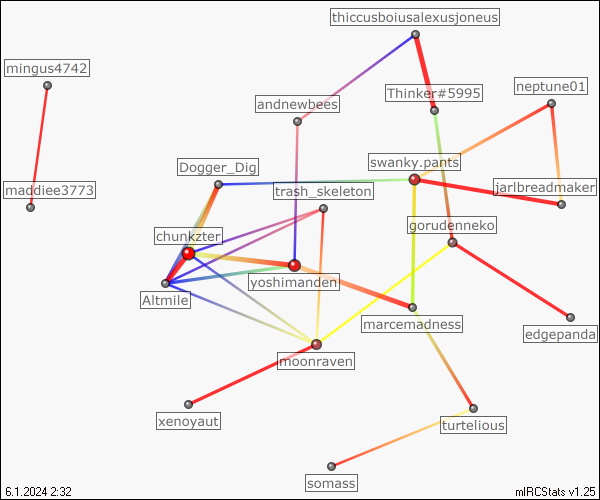 thiccusboiusalexusjoneus
mingus4742
neptune01
Thinker#5995
andnewbees
swanky.pants
Dogger_Dig
maddiee3773
trash_skeleton
jarlbreadmaker
gorudenneko
chunkzter
yoshimanden
Altmile
marcemadness
edgepanda
moonraven
xenoyaut
turtelious
somass
6.1.2024 2:32
mIRCStats v1.25